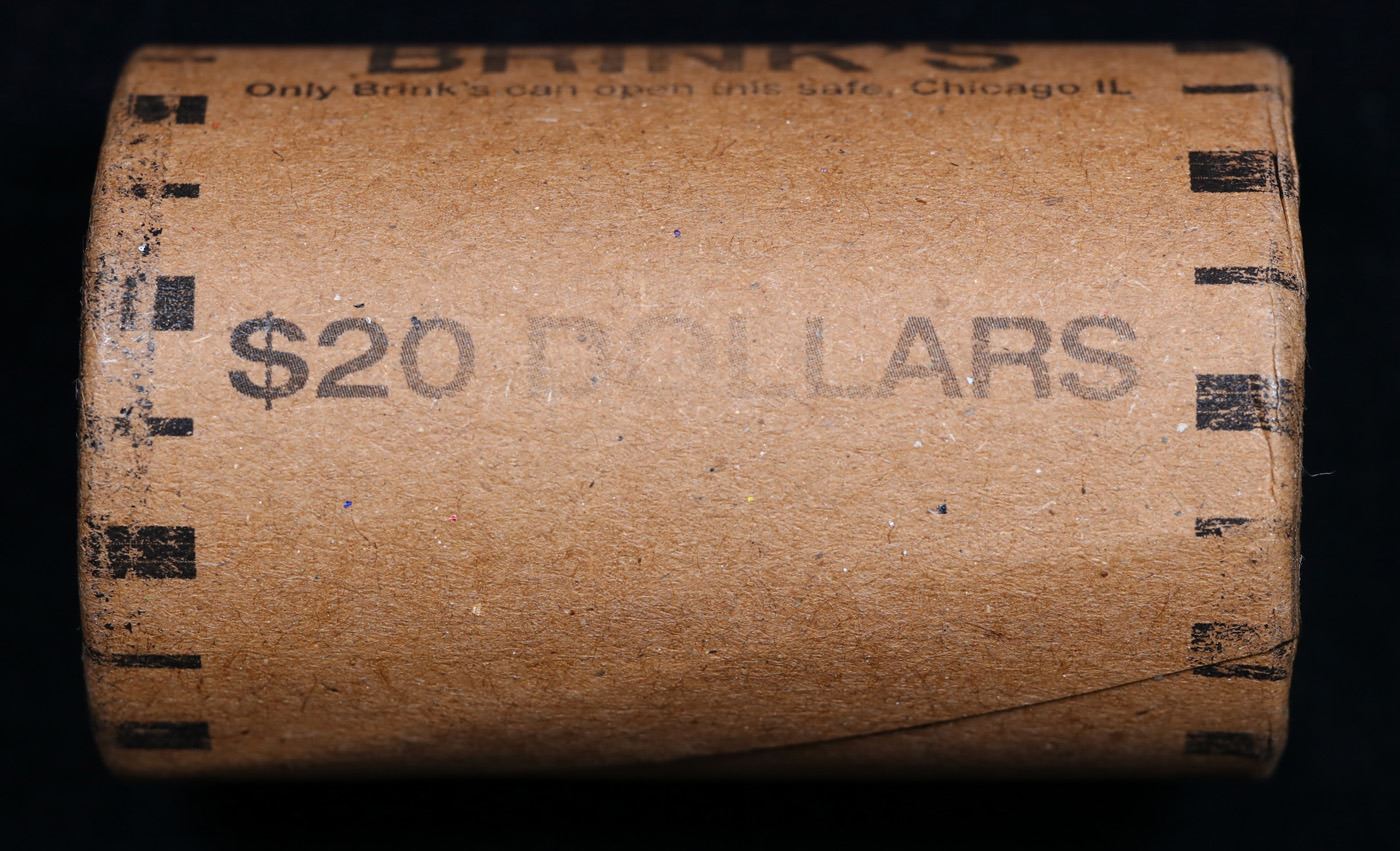 BRINK'S
Only Brink's can open this safe, Chicago IL
$20 DOLLARS